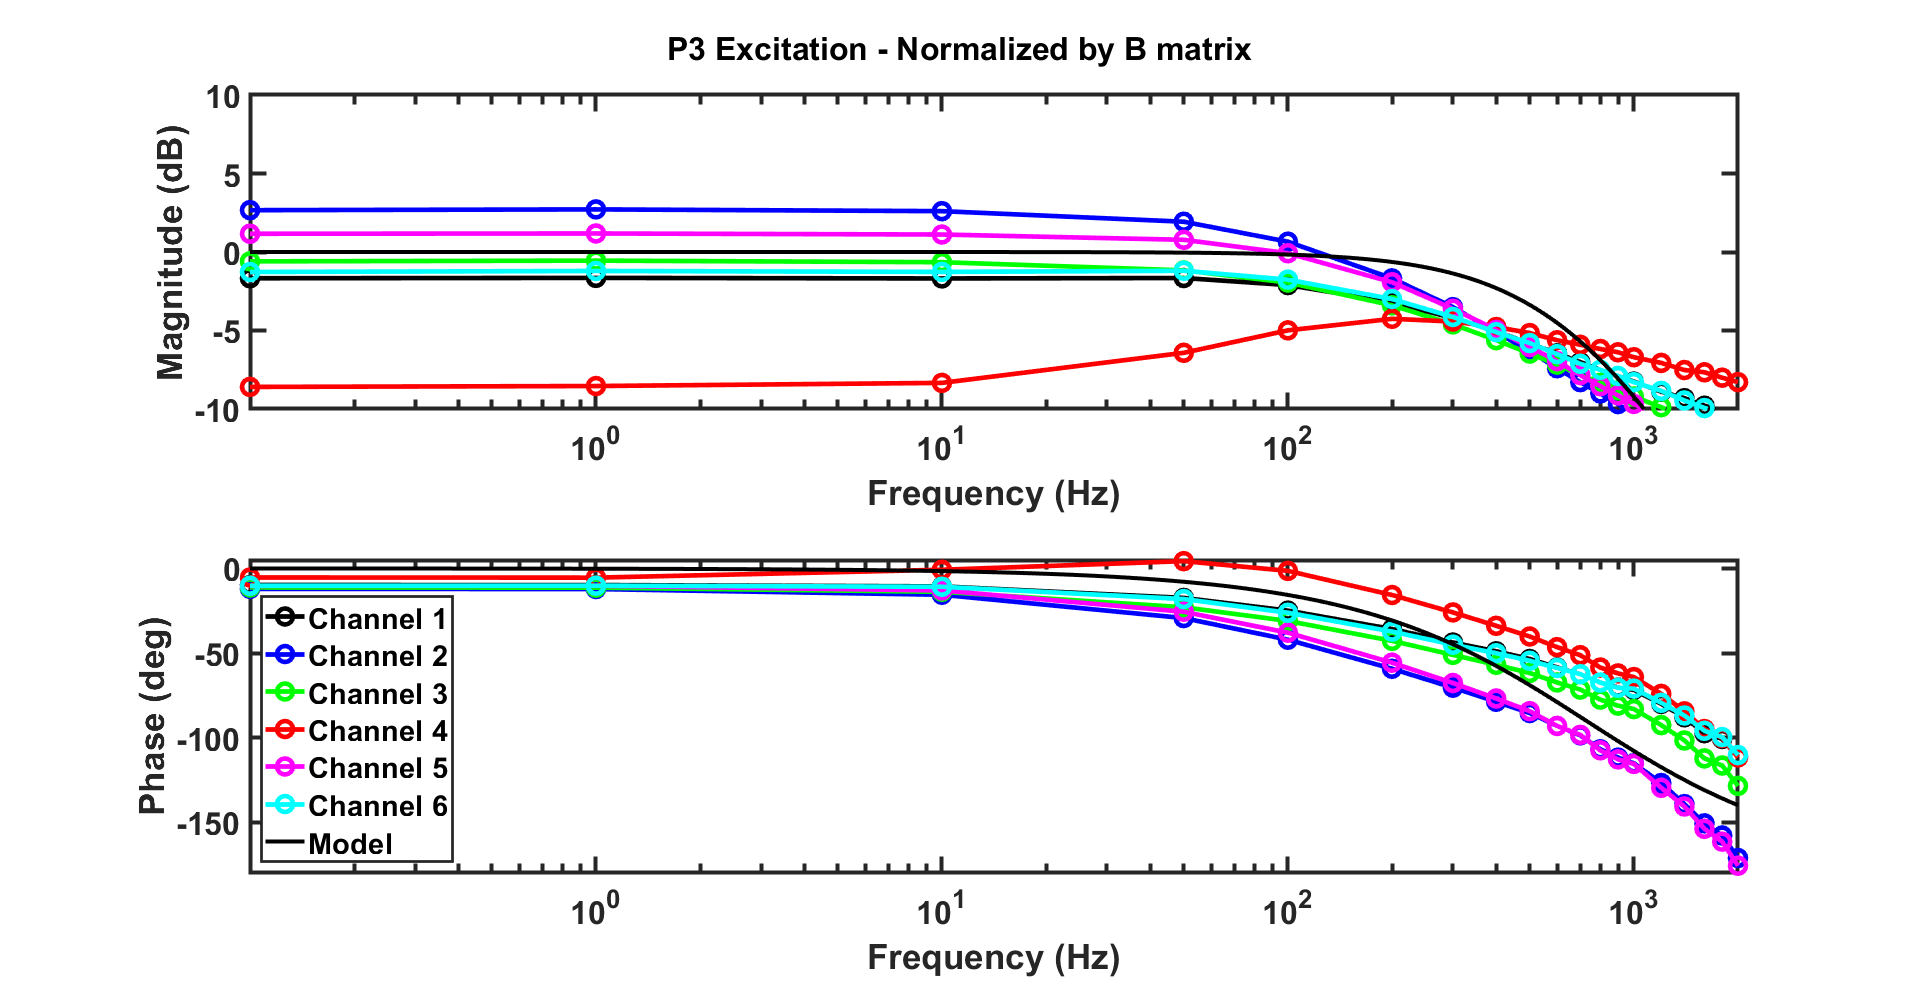 P3 Excitation - Normalized by B matrix
Magnitude (dB)
10
5
0
-5
-10
10^0
10^1
10^2
10^3
Frequency (Hz)
Phase (deg)
0
-50
-100
-150
Channel 1
Channel 2
Channel 3
Channel 4
Channel 5
Channel 6
Model
10^0
10^1
10^2
10^3
Frequency (Hz)